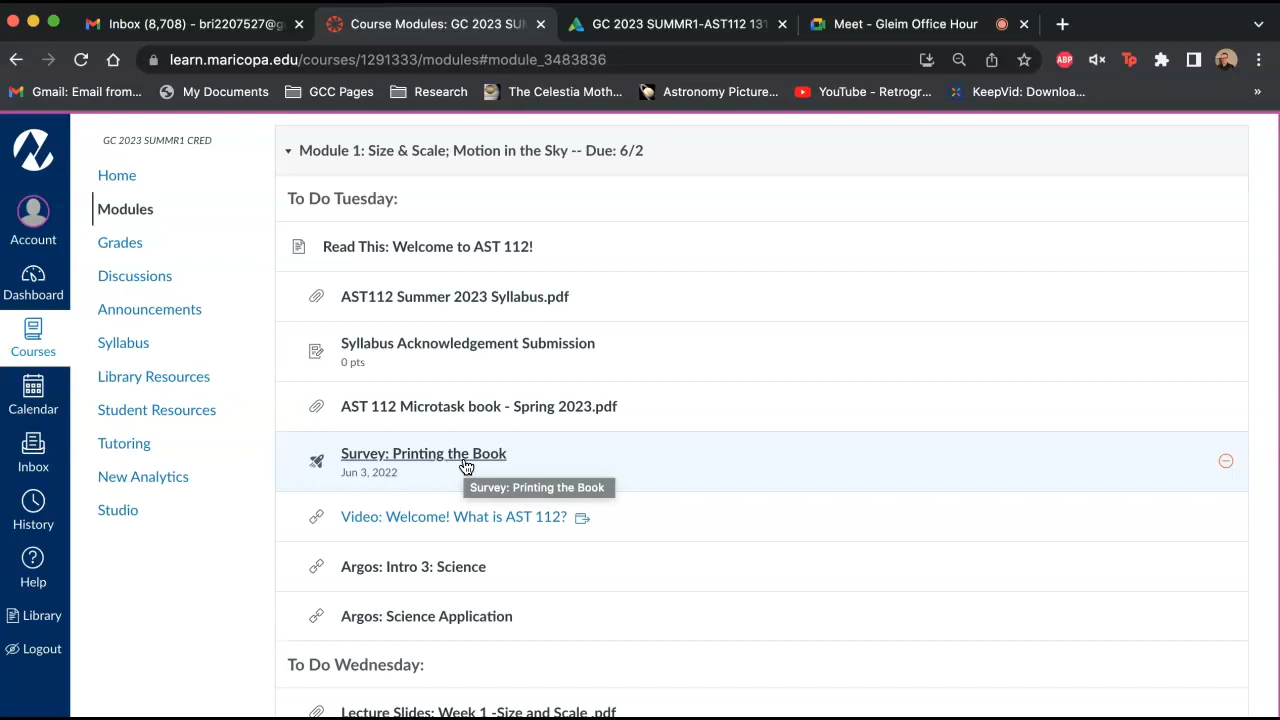 Inbox (8,708) - bri2207527@g
Course Modules: GC 2023 SU
GC 2023 SUMMR1-AST112 131
Meet - Gleim Office Hour
learn.maricopa.edu/courses/1291333/modules#module_3483836
ABP
Tp
Gmail: Email from...
My Documents
GCC Pages
Research
The Celestia Moth...
Astronomy Picture...
YouTube - Retrogr...
KeepVid: Downloa...
»
Account
Dashboard
Courses
Calendar
Inbox
History
Help
Library
Logout
GC 2023 SUMMR1 CRED
Home
Modules
Grades
Discussions
Announcements
Syllabus
Library Resources
Student Resources
Tutoring
New Analytics
Studio
Module 1: Size & Scale; Motion in the Sky -- Due: 6/2
To Do Tuesday:
Read This: Welcome to AST 112!
AST112 Summer 2023 Syllabus.pdf
Syllabus Acknowledgement Submission
0 pts
AST 112 Microtask book - Spring 2023.pdf
Survey: Printing the Book
Jun 3, 2022
Survey: Printing the Book
Video: Welcome! What is AST 112?
Argos: Intro 3: Science
Argos: Science Application
To Do Wednesday:
Lecture Slides: Week 1 -Size and Scale .pdf